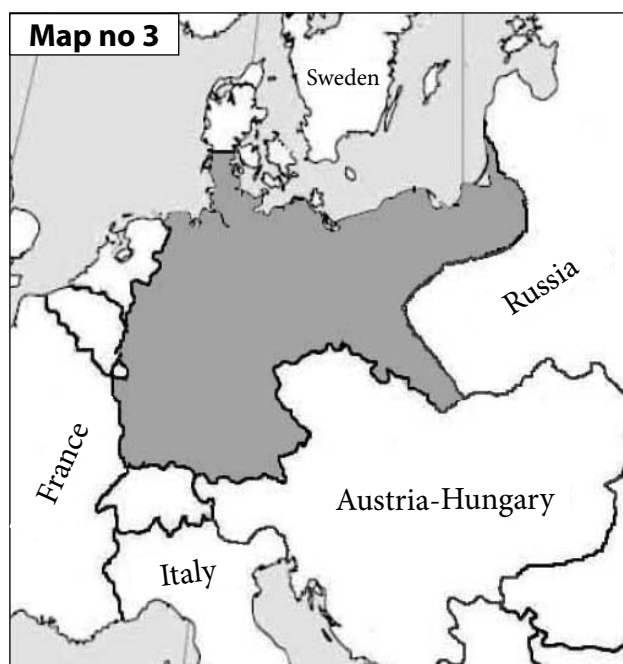 Map no 3
Sweden
Russia
France
Austria-Hungary
Italy